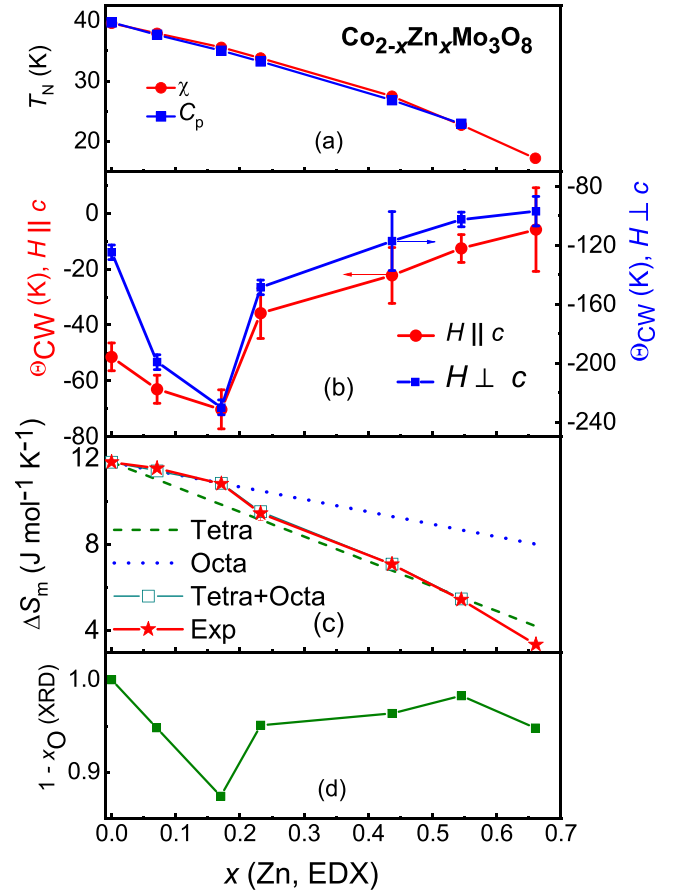 Co₂₋ₓZnₓMo₃O₈
40
30
20
T_N (K)
χ
C_p
(a)
0
-20
-40
-60
-80
Θ_CW (K), H || c
-80
-120
-160
-200
-240
Θ_CW (K), H ⊥ c
H || c
H ⊥ c
(b)
12
8
4
ΔS_m (J mol⁻¹ K⁻¹)
Tetra
Octa
Tetra+Octa
Exp
(c)
1.0
0.9
1 - x_O (XRD)
(d)
0.0 0.1 0.2 0.3 0.4 0.5 0.6 0.7
x (Zn, EDX)